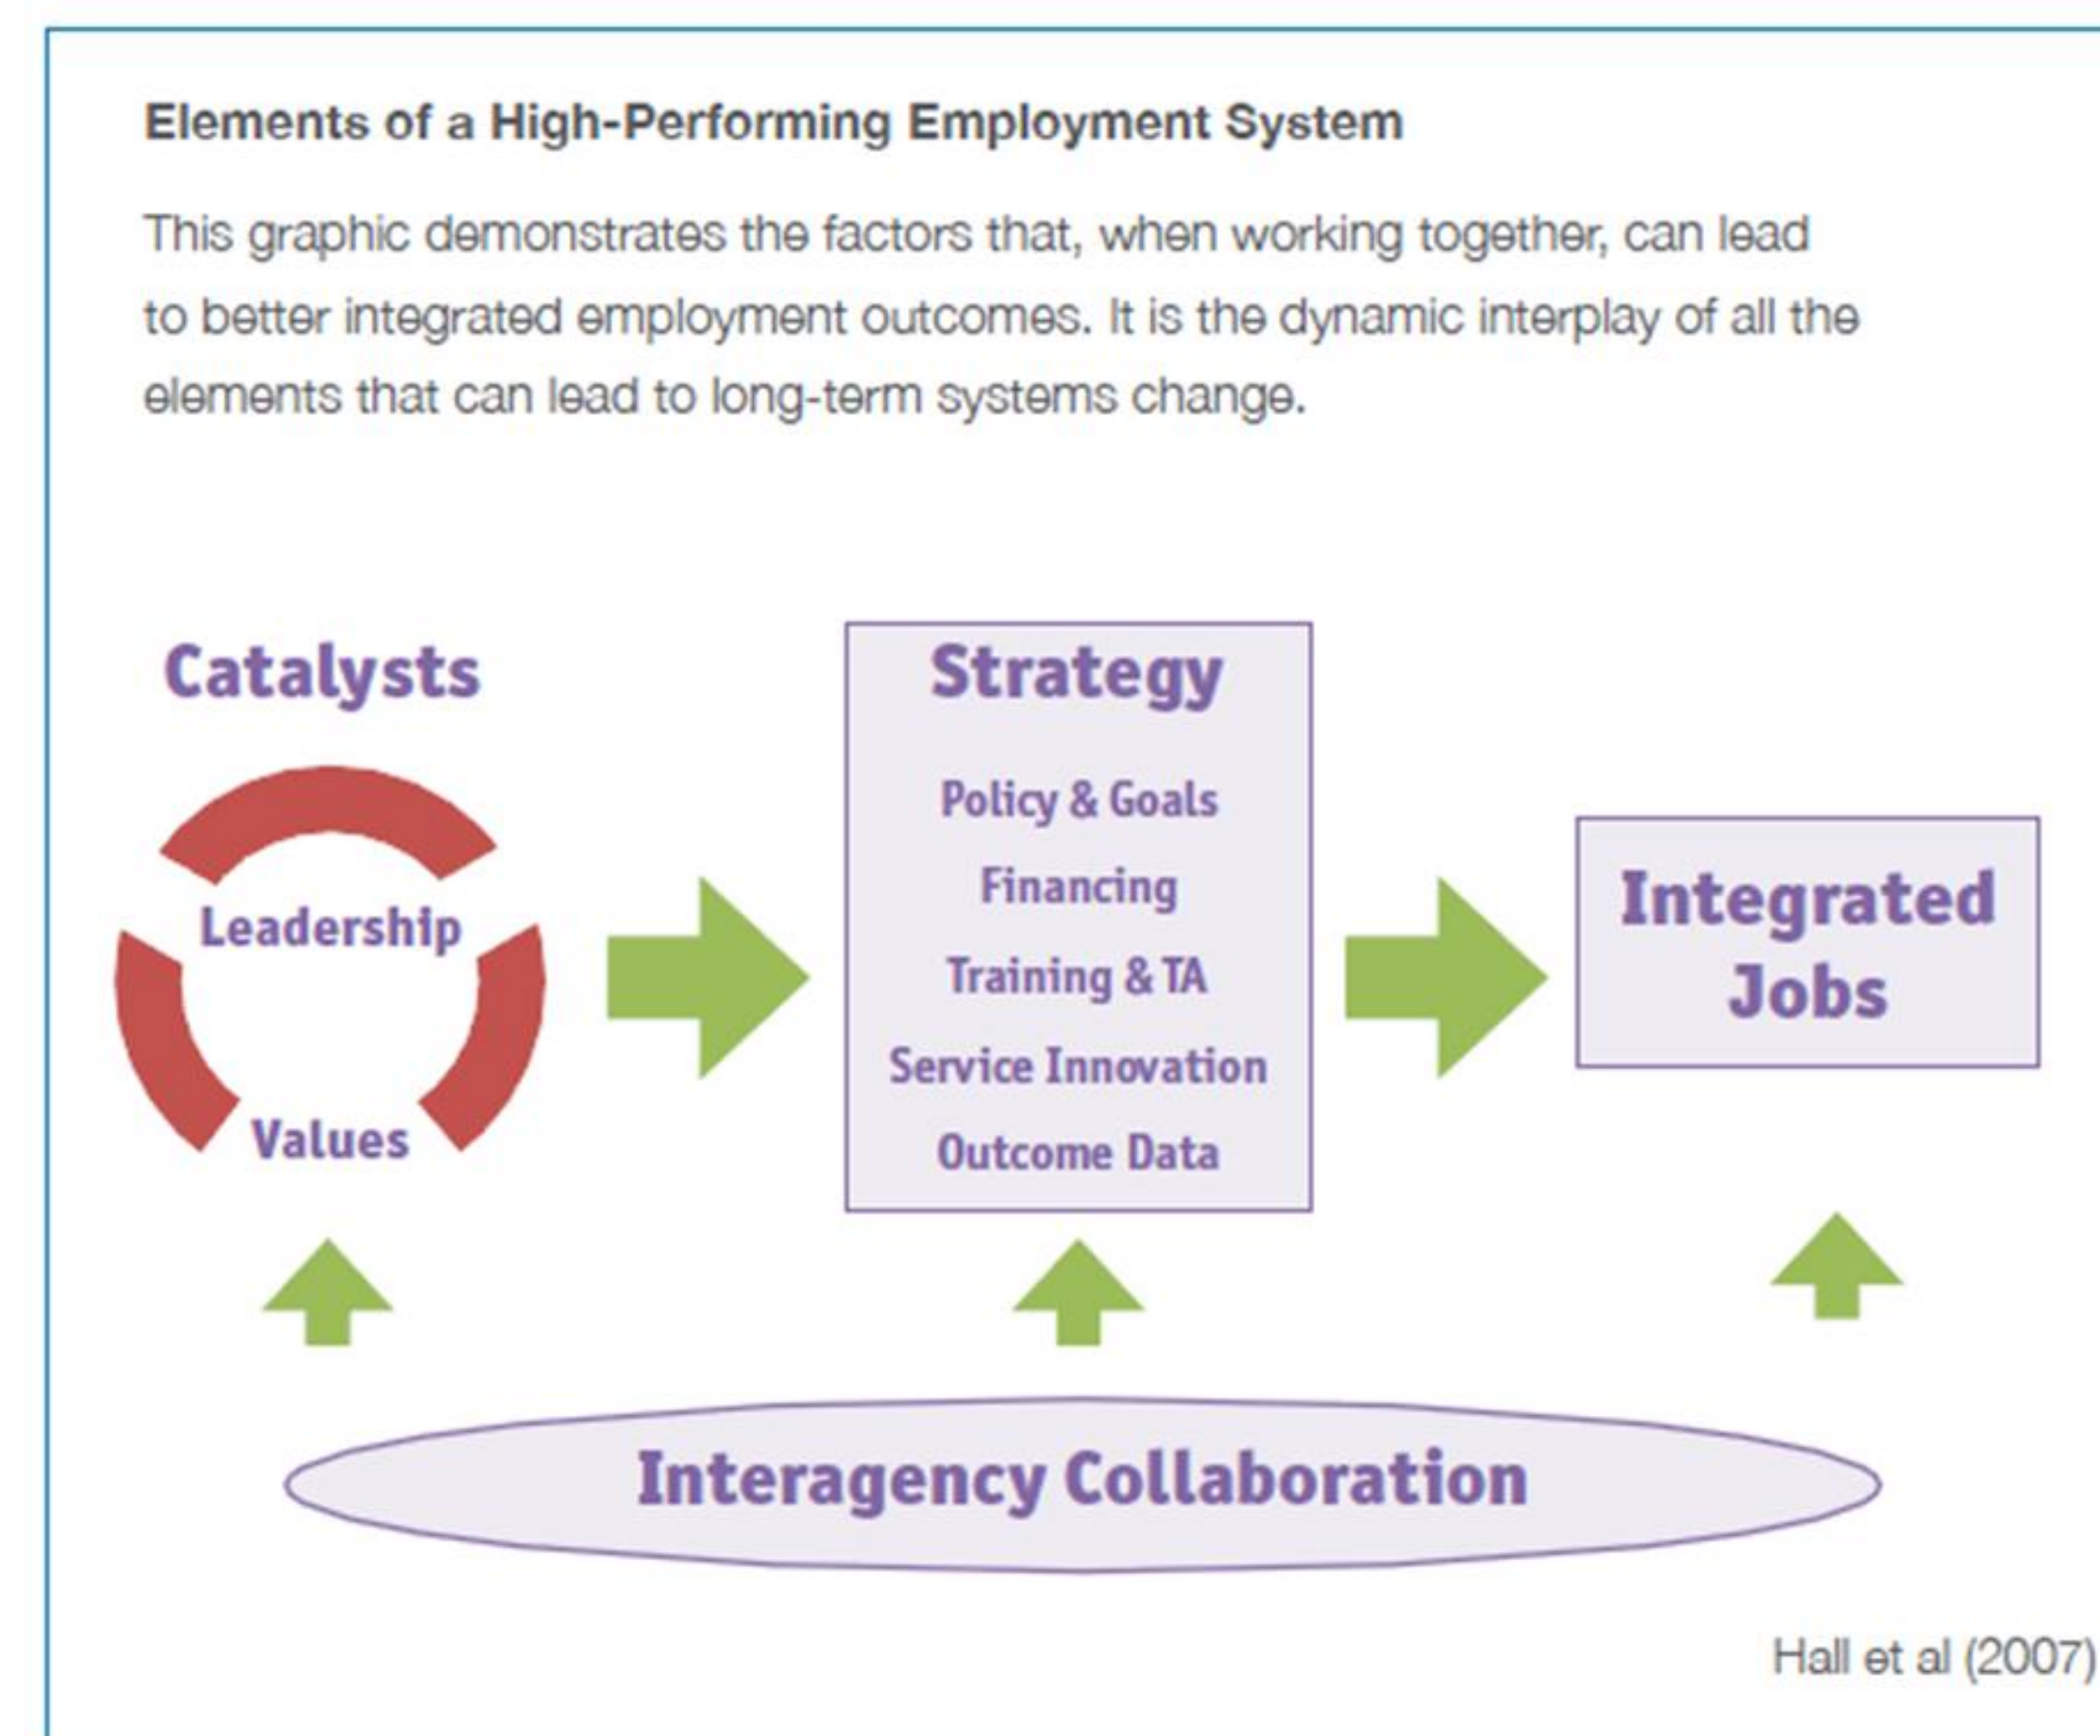 Elements of a High-Performing Employment System
This graphic demonstrates the factors that, when working together, can lead
to better integrated employment outcomes. It is the dynamic interplay of all the
elements that can lead to long-term systems change.
Catalysts
Leadership
Values
Strategy
Policy & Goals
Financing
Training & TA
Service Innovation
Outcome Data
Integrated
Jobs
Interagency Collaboration
Hall et al (2007)